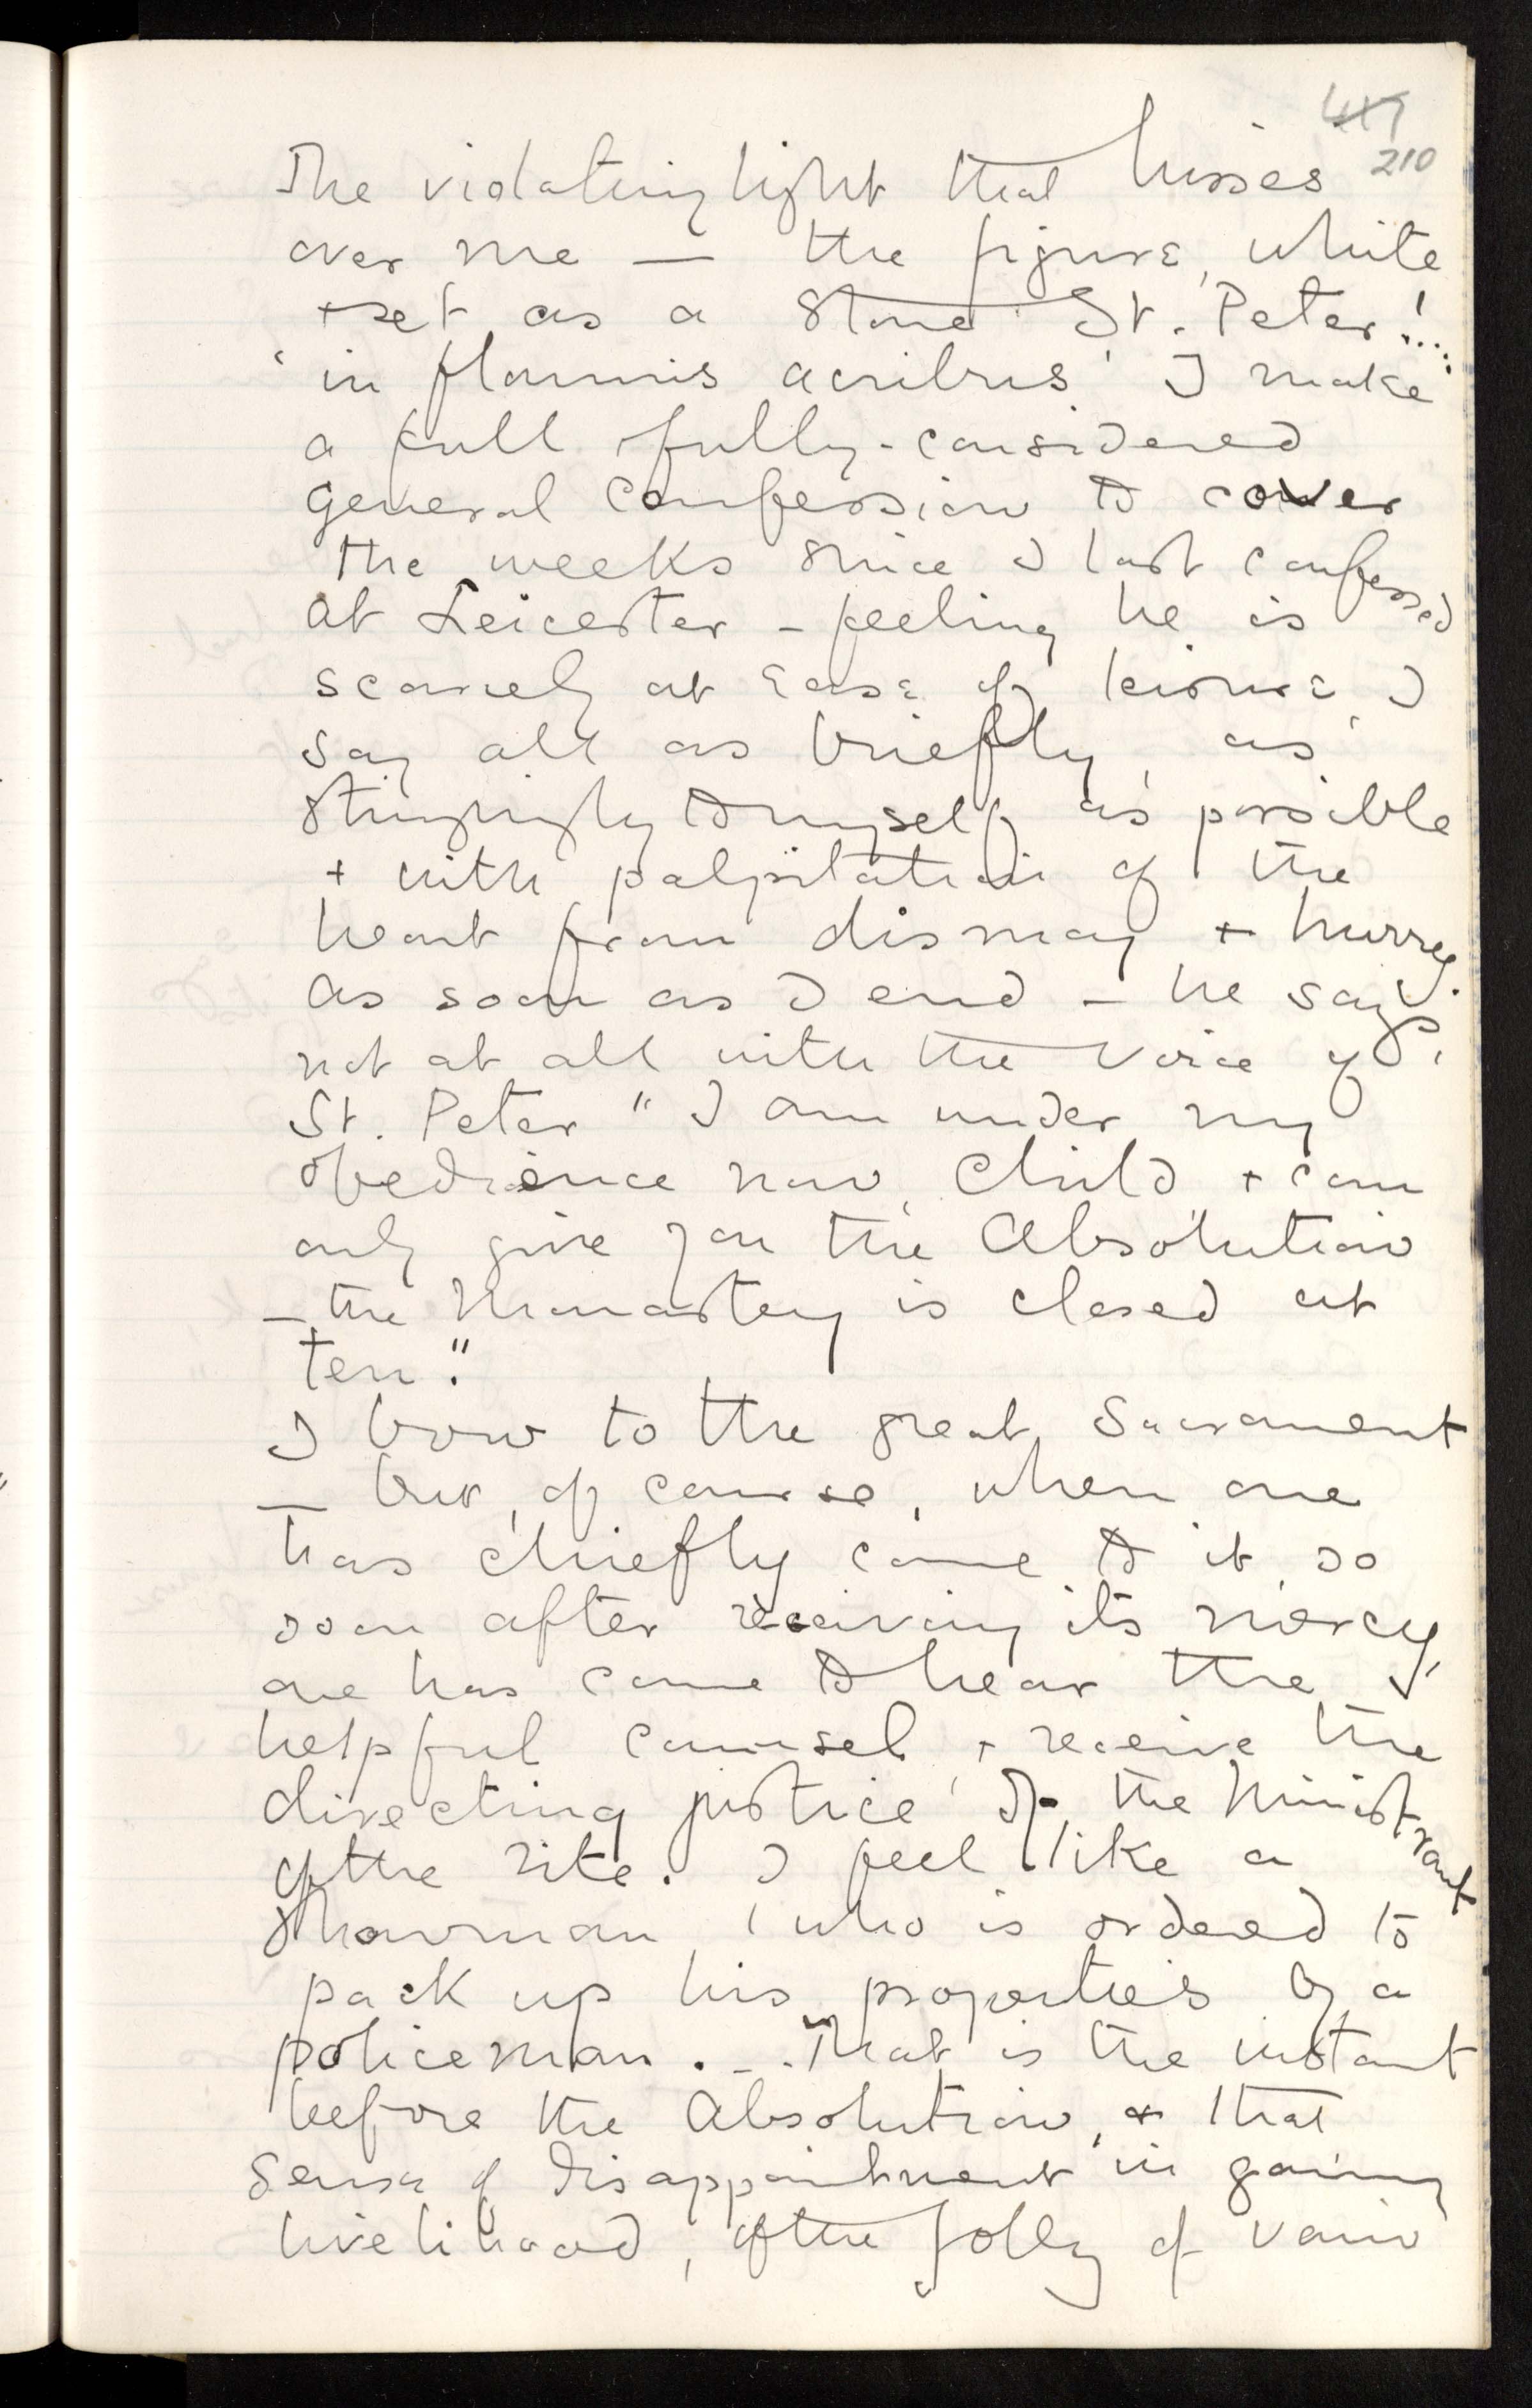 417
210
The violating light that hisses
over me — the figure, white
+ set as a stone St. Peter!...
'in flammis acribus' I make
a full fully-considered
general Confession to cover
the weeks since I last confessed
at Leicester – feeling he is
scarcely at ease of leisure, I
say all as briefly, as
stingingly to myself as possible
+ with palpitation of the
heart from dismay + hurry.
As soon as I end – he says,
not at all with the voice of
St. Peter "I am under my
obedience now, Child + can
only give you the Absolution
– the Monastery is closed at
ten."
I bow to the great Sacrament
— but, of course, when one
has chiefly come to it, so
soon after receiving its mercy,
one has come to hear the
helpful counsel, + receive the
directing justice of the Ministrant
of the rite. I feel like a
showman, who is ordered to
pack up his properties by a
policeman... That is the instant
before the Absolution, + that
sense of disappointment in gaining
livelihood, of the folly of vain